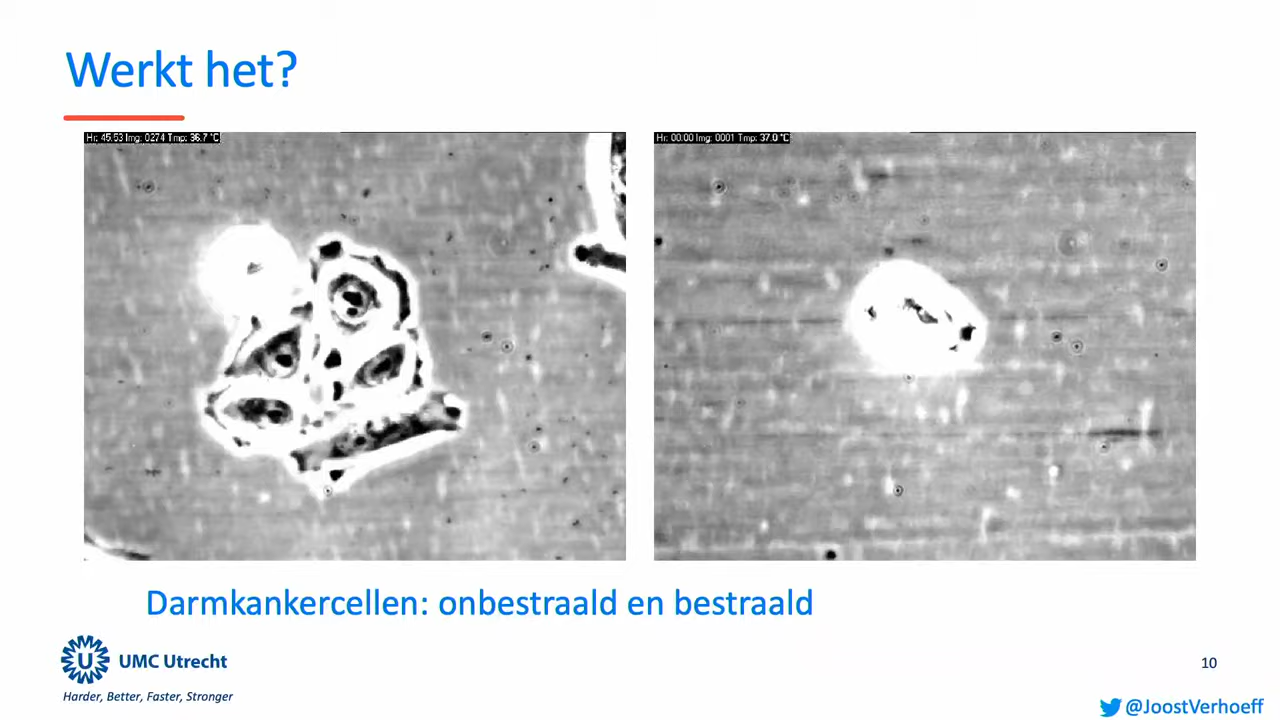 Werkt het?
Hr: 45.53 Img: 0274 Tmp: 36.7 °C
Hr: 00.00 Img: 0001 Tmp: 37.0 °C
Darmkankercellen: onbestraald en bestraald
U
UMC Utrecht
Harder, Better, Faster, Stronger
10
@JoostVerhoeff